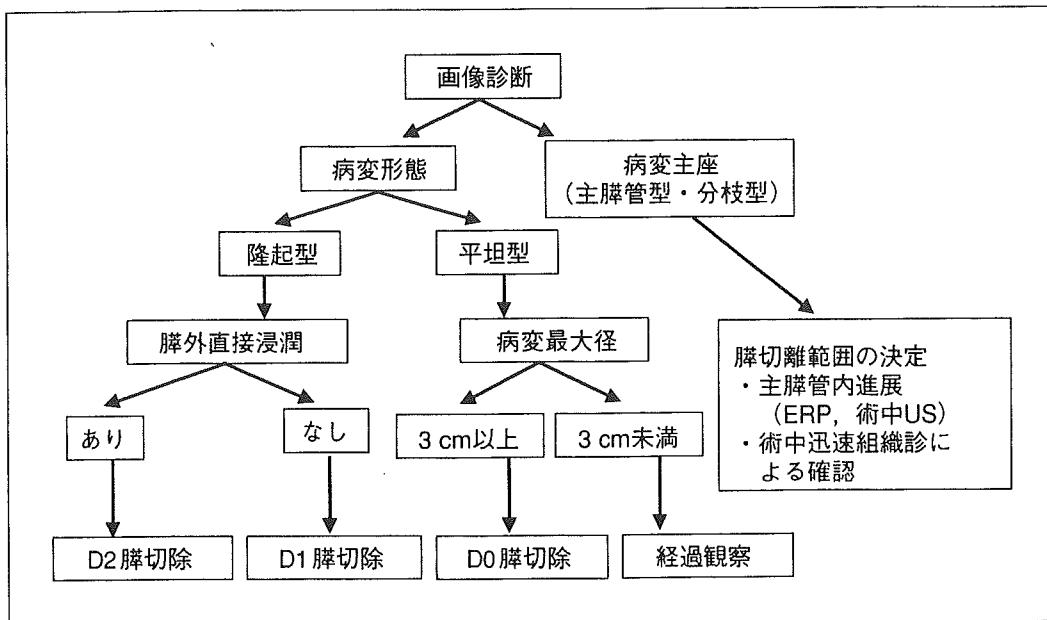 画像診断
病変形態
病変主座
（主膵管型・分枝型）
隆起型
平坦型
膵外直接浸潤
病変最大径
膵切離範囲の決定
・主膵管内進展
（ERP，術中US）
・術中迅速組織診に
よる確認
あり
なし
3 cm以上
3 cm未満
D2膵切除
D1膵切除
D0膵切除
経過観察